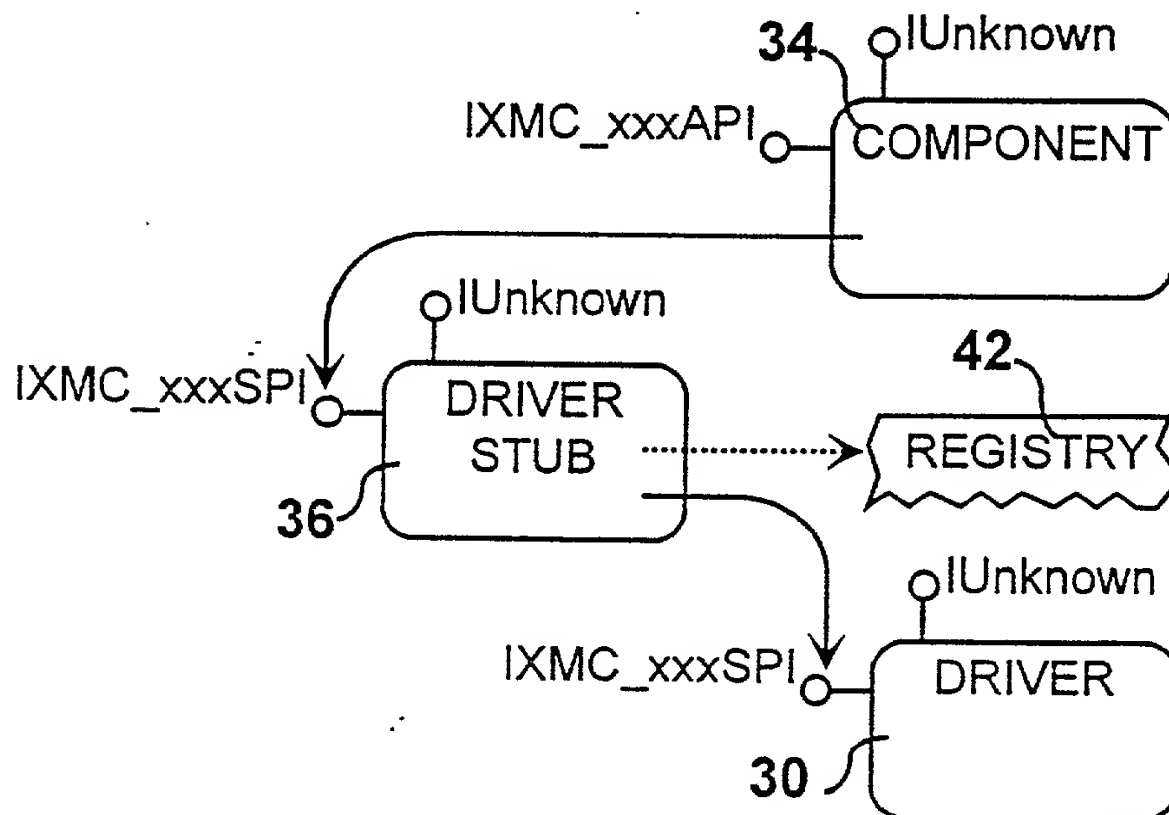 34
IUnknown
IXMC_xxxAPI
COMPONENT
IUnknown
IXMC_xxxSPI
DRIVER
STUB
36
42
REGISTRY
IUnknown
IXMC_xxxSPI
DRIVER
30